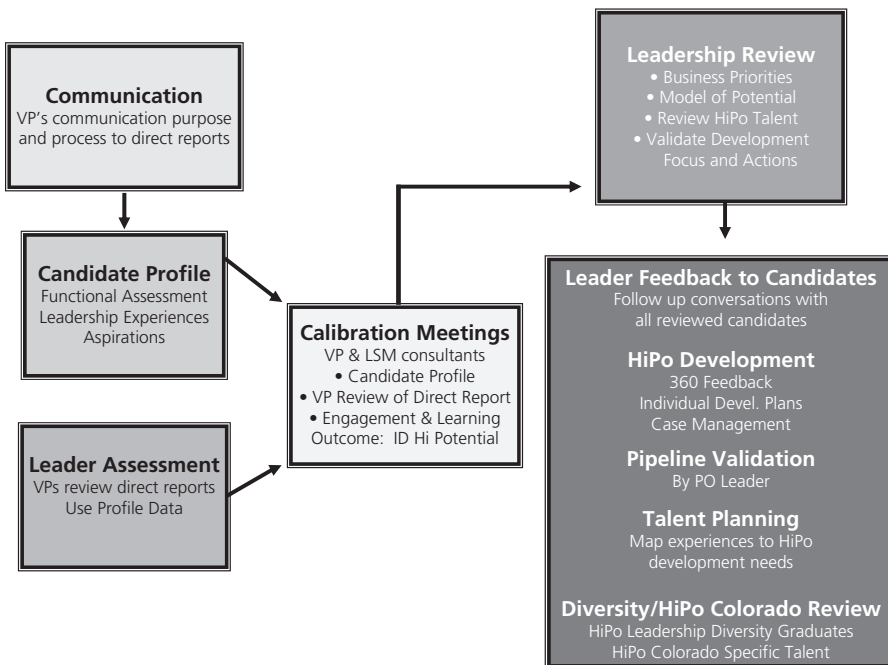 Communication
VP's communication purpose
and process to direct reports
Candidate Profile
Functional Assessment
Leadership Experiences
Aspirations
Leader Assessment
VPs review direct reports
Use Profile Data
Calibration Meetings
VP & LSM consultants
• Candidate Profile
• VP Review of Direct Report
• Engagement & Learning
Outcome: ID Hi Potential
Leadership Review
• Business Priorities
• Model of Potential
• Review HiPo Talent
• Validate Development
Focus and Actions
Leader Feedback to Candidates
Follow up conversations with
all reviewed candidates
HiPo Development
360 Feedback
Individual Devel. Plans
Case Management
Pipeline Validation
By PO Leader
Talent Planning
Map experiences to HiPo
development needs
Diversity/HiPo Colorado Review
HiPo Leadership Diversity Graduates
HiPo Colorado Specific Talent